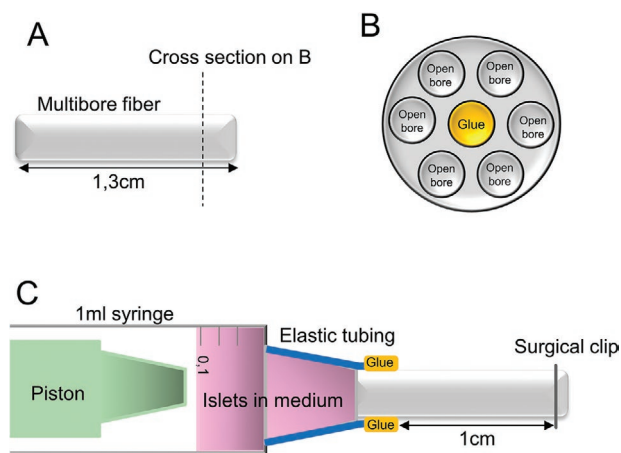 A
Cross section on B
Multibore fiber
1,3cm
B
Open
bore
Open
bore
Open
bore
Glue
Open
bore
Open
bore
Open
bore
C
1ml syringe
Elastic tubing
Surgical clip
Glue
0,1
Piston
Islets in medium
Glue
1cm